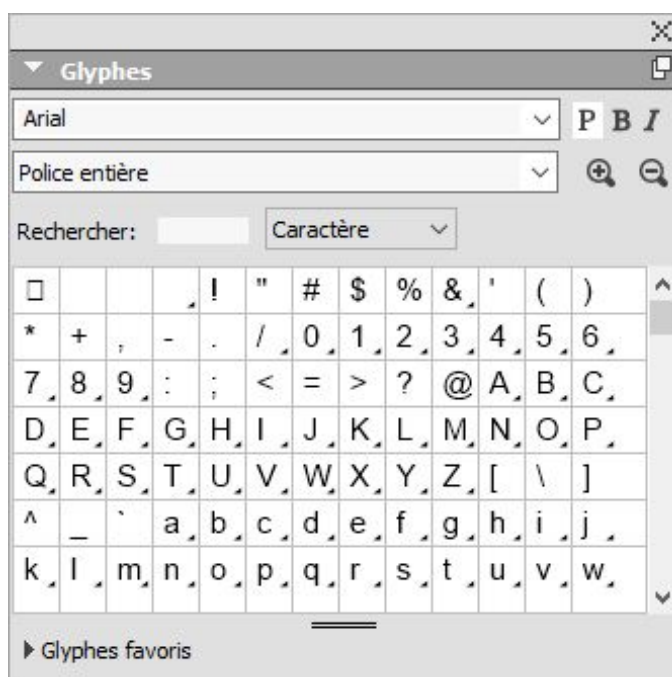 Glyphes
Arial P B I
Police entière
Rechercher: Caractère
! " # $ % & ' ( )
* + , - . / 0 1 2 3 4 5 6
7 8 9 : ; < = > ? @ A B C
D E F G H I J K L M N O P
Q R S T U V W X Y Z [ \ ]
^ _ ` a b c d e f g h i j
k l m n o p q r s t u v w
Glyphes favoris